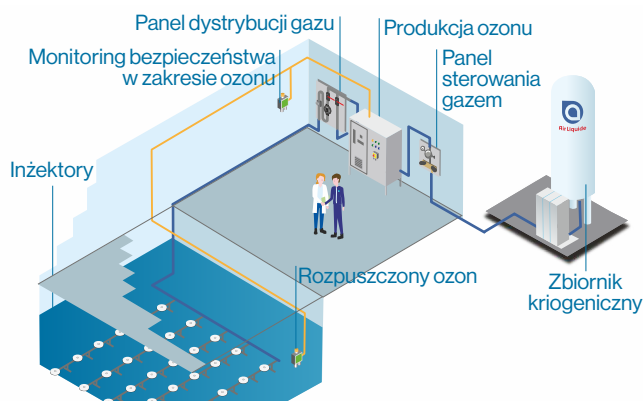 Panel dystrybucji gazu
Produkcja ozonu
Monitoring bezpieczeństwa
w zakresie ozonu
Panel
sterowania
gazem
Air Liquide
Inżektory
Rozpuszczony ozon
Zbiornik
kriogeniczny